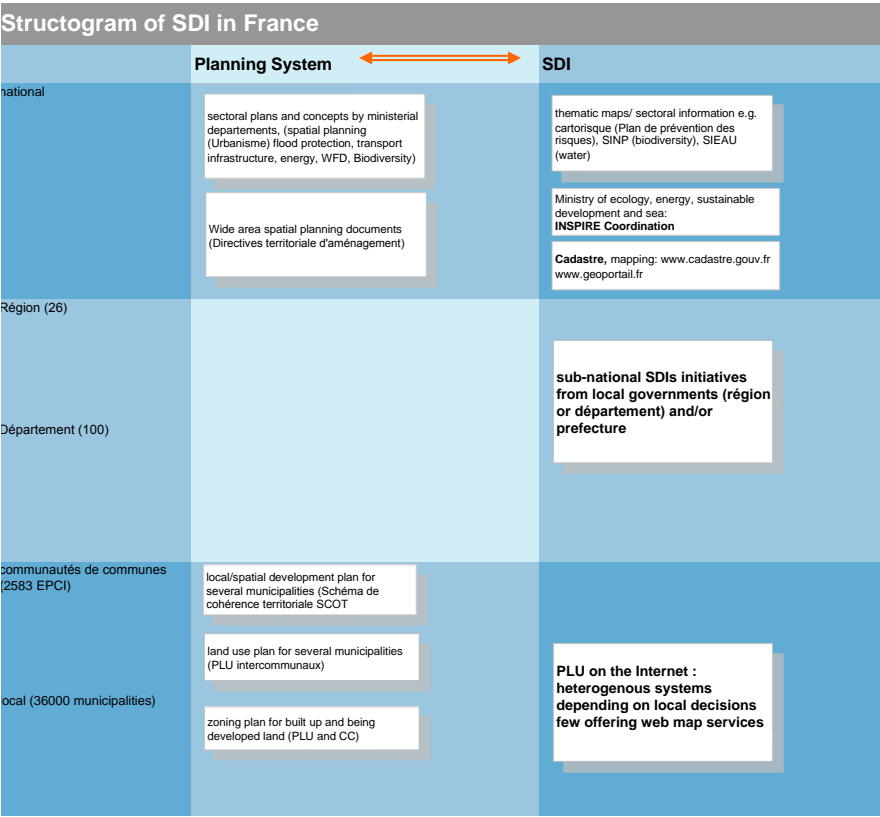 Structogram of SDI in France
Planning System
SDI
national
sectoral plans and concepts by ministerial
departements, (spatial planning
(Urbanisme) flood protection, transport
infrastructure, energy, WFD, Biodiversity)
Wide area spatial planning documents
(Directives territoriale d'aménagement)
thematic maps/ sectoral information e.g.
cartorisque (Plan de prévention des
risques), SINP (biodiversity), SIEAU
(water)
Ministry of ecology, energy, sustainable
development and sea:
INSPIRE Coordination
Cadastre, mapping: www.cadastre.gouv.fr
www.geoportail.fr
Région (26)
Département (100)
sub-national SDIs initiatives
from local governments (région
or département) and/or
prefecture
communautés de communes
(2583 EPCI)
local/spatial development plan for
several municipalities (Schéma de
cohérence territoriale SCOT
land use plan for several municipalities
(PLU intercommunaux)
ocal (36000 municipalities)
zoning plan for built up and being
developed land (PLU and CC)
PLU on the Internet :
heterogenous systems
depending on local decisions
few offering web map services